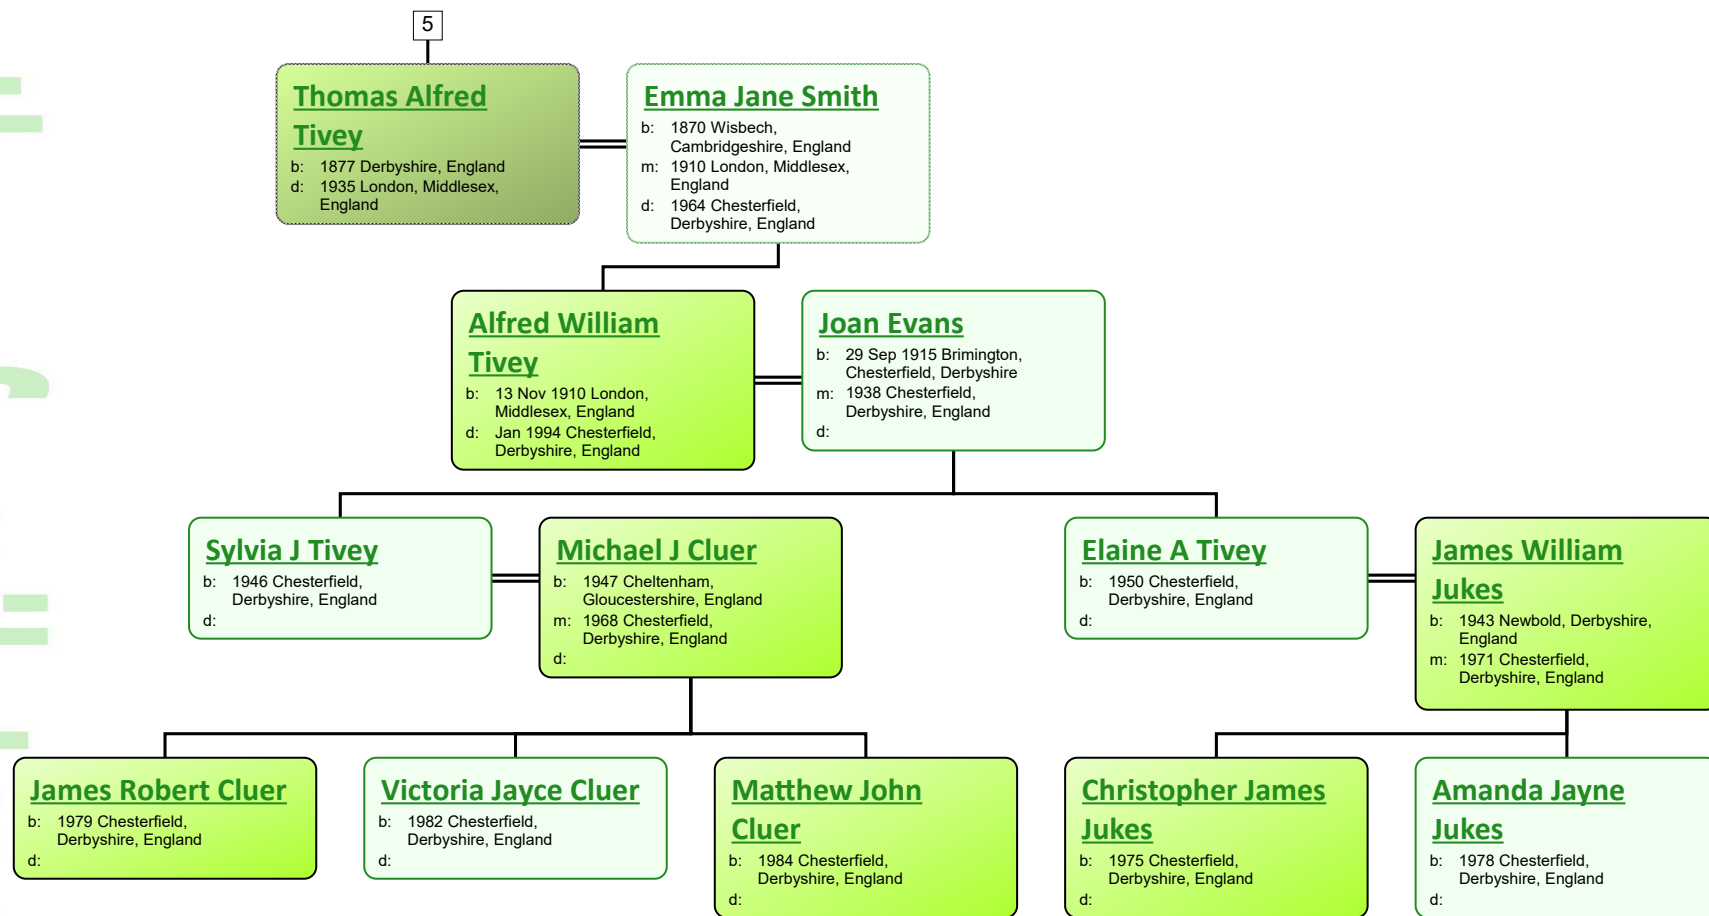 5
Thomas Alfred
Tivey
b: 1877 Derbyshire, England
d: 1935 London, Middlesex,
England
Emma Jane Smith
b: 1870 Wisbech,
Cambridgeshire, England
m: 1910 London, Middlesex,
England
d: 1964 Chesterfield,
Derbyshire, England
Alfred William
Tivey
b: 13 Nov 1910 London,
Middlesex, England
d: Jan 1994 Chesterfield,
Derbyshire, England
Joan Evans
b: 29 Sep 1915 Brimington,
Chesterfield, Derbyshire
m: 1938 Chesterfield,
Derbyshire, England
d:
Sylvia J Tivey
b: 1946 Chesterfield,
Derbyshire, England
d:
Michael J Cluer
b: 1947 Cheltenham,
Gloucestershire, England
m: 1968 Chesterfield,
Derbyshire, England
d:
Elaine A Tivey
b: 1950 Chesterfield,
Derbyshire, England
d:
James William
Jukes
b: 1943 Newbold, Derbyshire,
England
m: 1971 Chesterfield,
Derbyshire, England
James Robert Cluer
b: 1979 Chesterfield,
Derbyshire, England
d:
Victoria Jayce Cluer
b: 1982 Chesterfield,
Derbyshire, England
d:
Matthew John
Cluer
b: 1984 Chesterfield,
Derbyshire, England
d:
Christopher James
Jukes
b: 1975 Chesterfield,
Derbyshire, England
d:
Amanda Jayne
Jukes
b: 1978 Chesterfield,
Derbyshire, England
d: